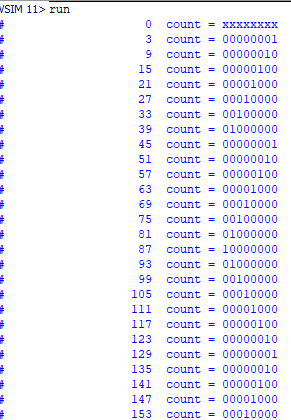 VSIM 11> run
# 0 count = xxxxxxxx
# 3 count = 00000001
# 9 count = 00000010
# 15 count = 00000100
# 21 count = 00001000
# 27 count = 00010000
# 33 count = 00100000
# 39 count = 01000000
# 45 count = 00000001
# 51 count = 00000010
# 57 count = 00000100
# 63 count = 00001000
# 69 count = 00010000
# 75 count = 00100000
# 81 count = 01000000
# 87 count = 10000000
# 93 count = 01000000
# 99 count = 00100000
# 105 count = 00010000
# 111 count = 00001000
# 117 count = 00000100
# 123 count = 00000010
# 129 count = 00000001
# 135 count = 00000010
# 141 count = 00000100
# 147 count = 00001000
# 153 count = 00010000